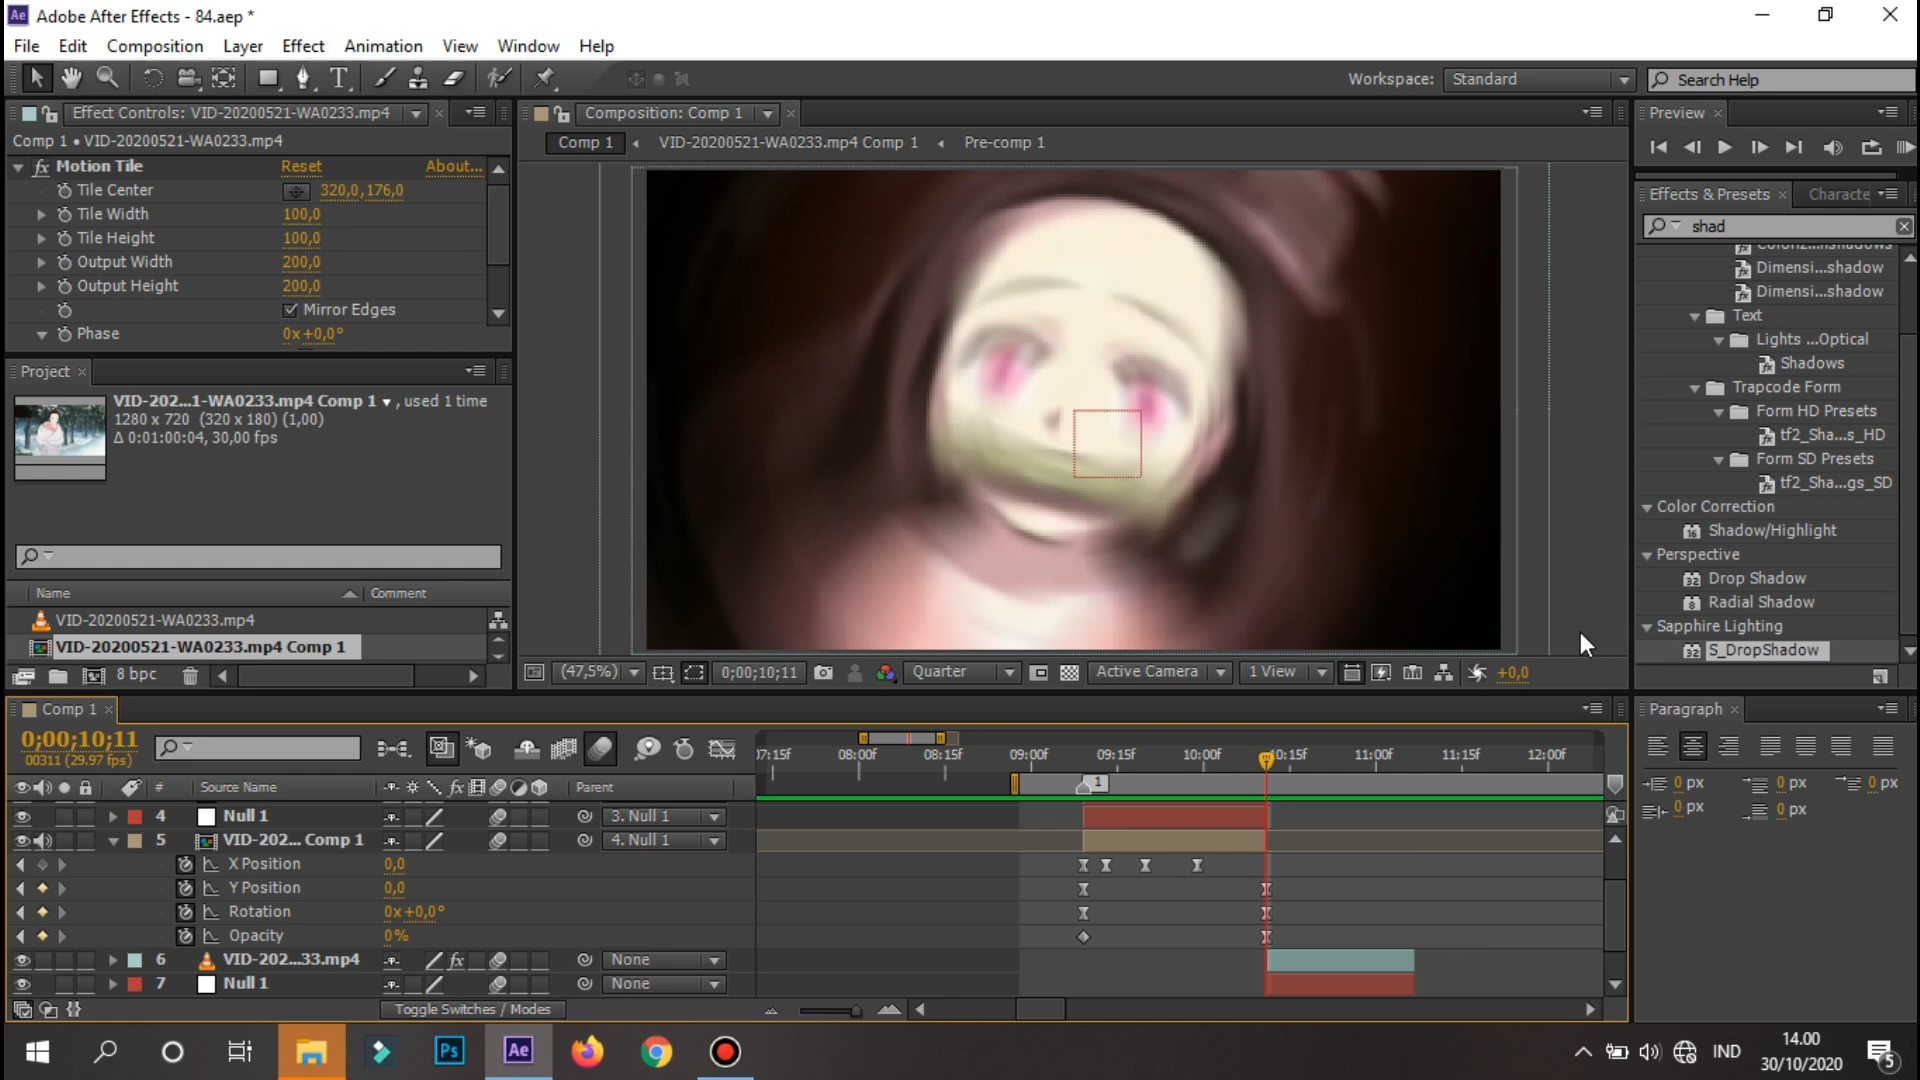 Adobe After Effects - 84.aep *
File Edit Composition Layer Effect Animation View Window Help
Workspace: Standard
Search Help
Effect Controls: VID-20200521-WA0233.mp4
Comp 1 • VID-20200521-WA0233.mp4
fx Motion Tile Reset About...
Tile Center 320,0,176,0
Tile Width 100,0
Tile Height 100,0
Output Width 200,0
Output Height 200,0
Mirror Edges
Phase 0x+0,0°
Project
VID-202...1-WA0233.mp4 Comp 1 , used 1 time
1280 x 720 (320 x 180) (1,00)
Δ 0:01:00:04, 30,00 fps
Name Comment
VID-20200521-WA0233.mp4
VID-20200521-WA0233.mp4 Comp 1
8 bpc
Composition: Comp 1
Comp 1 VID-20200521-WA0233.mp4 Comp 1 Pre-comp 1
(47,5%) 0;00;10;11 Quarter Active Camera 1 View +0,0
Preview
Effects & Presets Characte
shad
Dimensi...shadow
Dimensi...shadow
Text
Lights ...Optical
Shadows
Trapcode Form
Form HD Presets
tf2_Sha...s_HD
Form SD Presets
tf2_Sha...gs_SD
Color Correction
Shadow/Highlight
Perspective
Drop Shadow
Radial Shadow
Sapphire Lighting
S_DropShadow
Comp 1
0;00;10;11
00311 (29.97 fps)
07:15f 08:00f 08:15f 09:00f 09:15f 10:00f 10:15f 11:00f 11:15f 12:00f
1
# Source Name fx Parent
4 Null 1 3. Null 1
5 VID-202... Comp 1 4. Null 1
X Position 0,0
Y Position 0,0
Rotation 0x+0,0°
Opacity 0%
6 VID-202...33.mp4 fx None
7 Null 1 None
Toggle Switches / Modes
Paragraph
0 px 0 px 0 px
0 px 0 px
Ps Ae
IND
14.00
30/10/2020
5